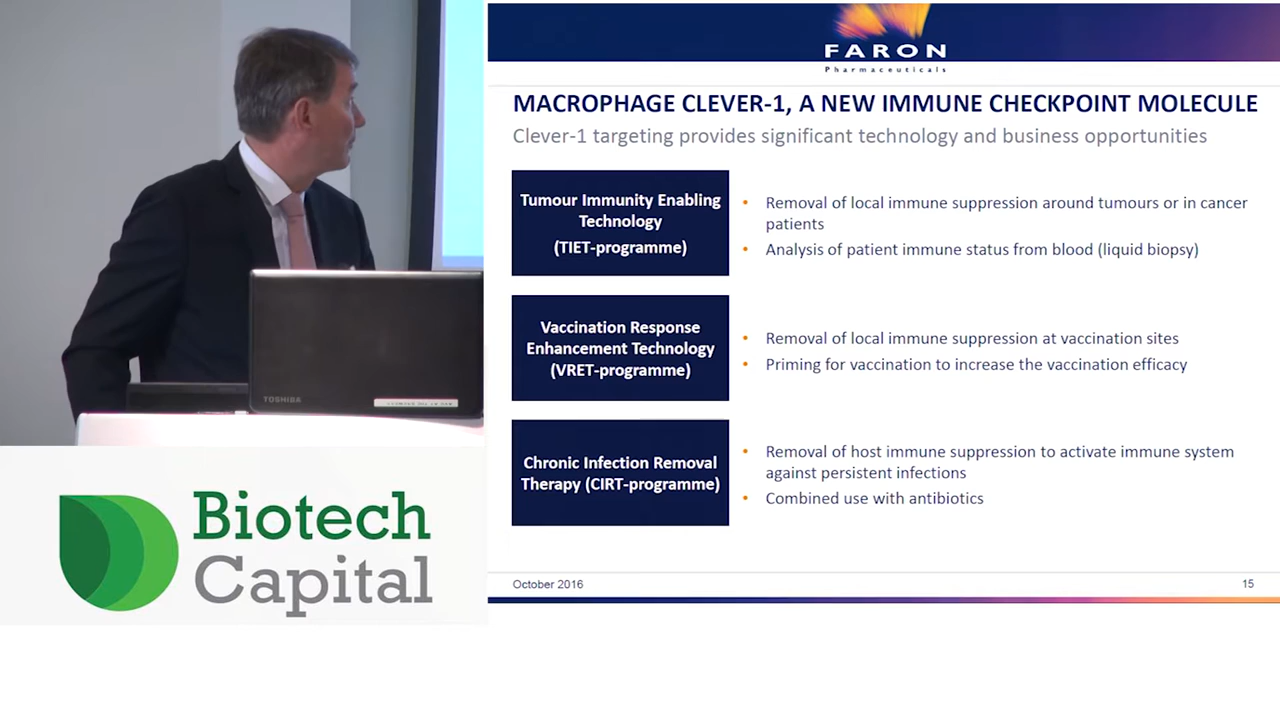 FARON
Pharmaceuticals
MACROPHAGE CLEVER-1, A NEW IMMUNE CHECKPOINT MOLECULE
Clever-1 targeting provides significant technology and business opportunities
Tumour Immunity Enabling
Technology
(TIET-programme)
• Removal of local immune suppression around tumours or in cancer
patients
• Analysis of patient immune status from blood (liquid biopsy)
Vaccination Response
Enhancement Technology
(VRET-programme)
• Removal of local immune suppression at vaccination sites
• Priming for vaccination to increase the vaccination efficacy
Chronic Infection Removal
Therapy (CIRT-programme)
• Removal of host immune suppression to activate immune system
against persistent infections
• Combined use with antibiotics
October 2016
15
TOSHIBA
Biotech
Capital